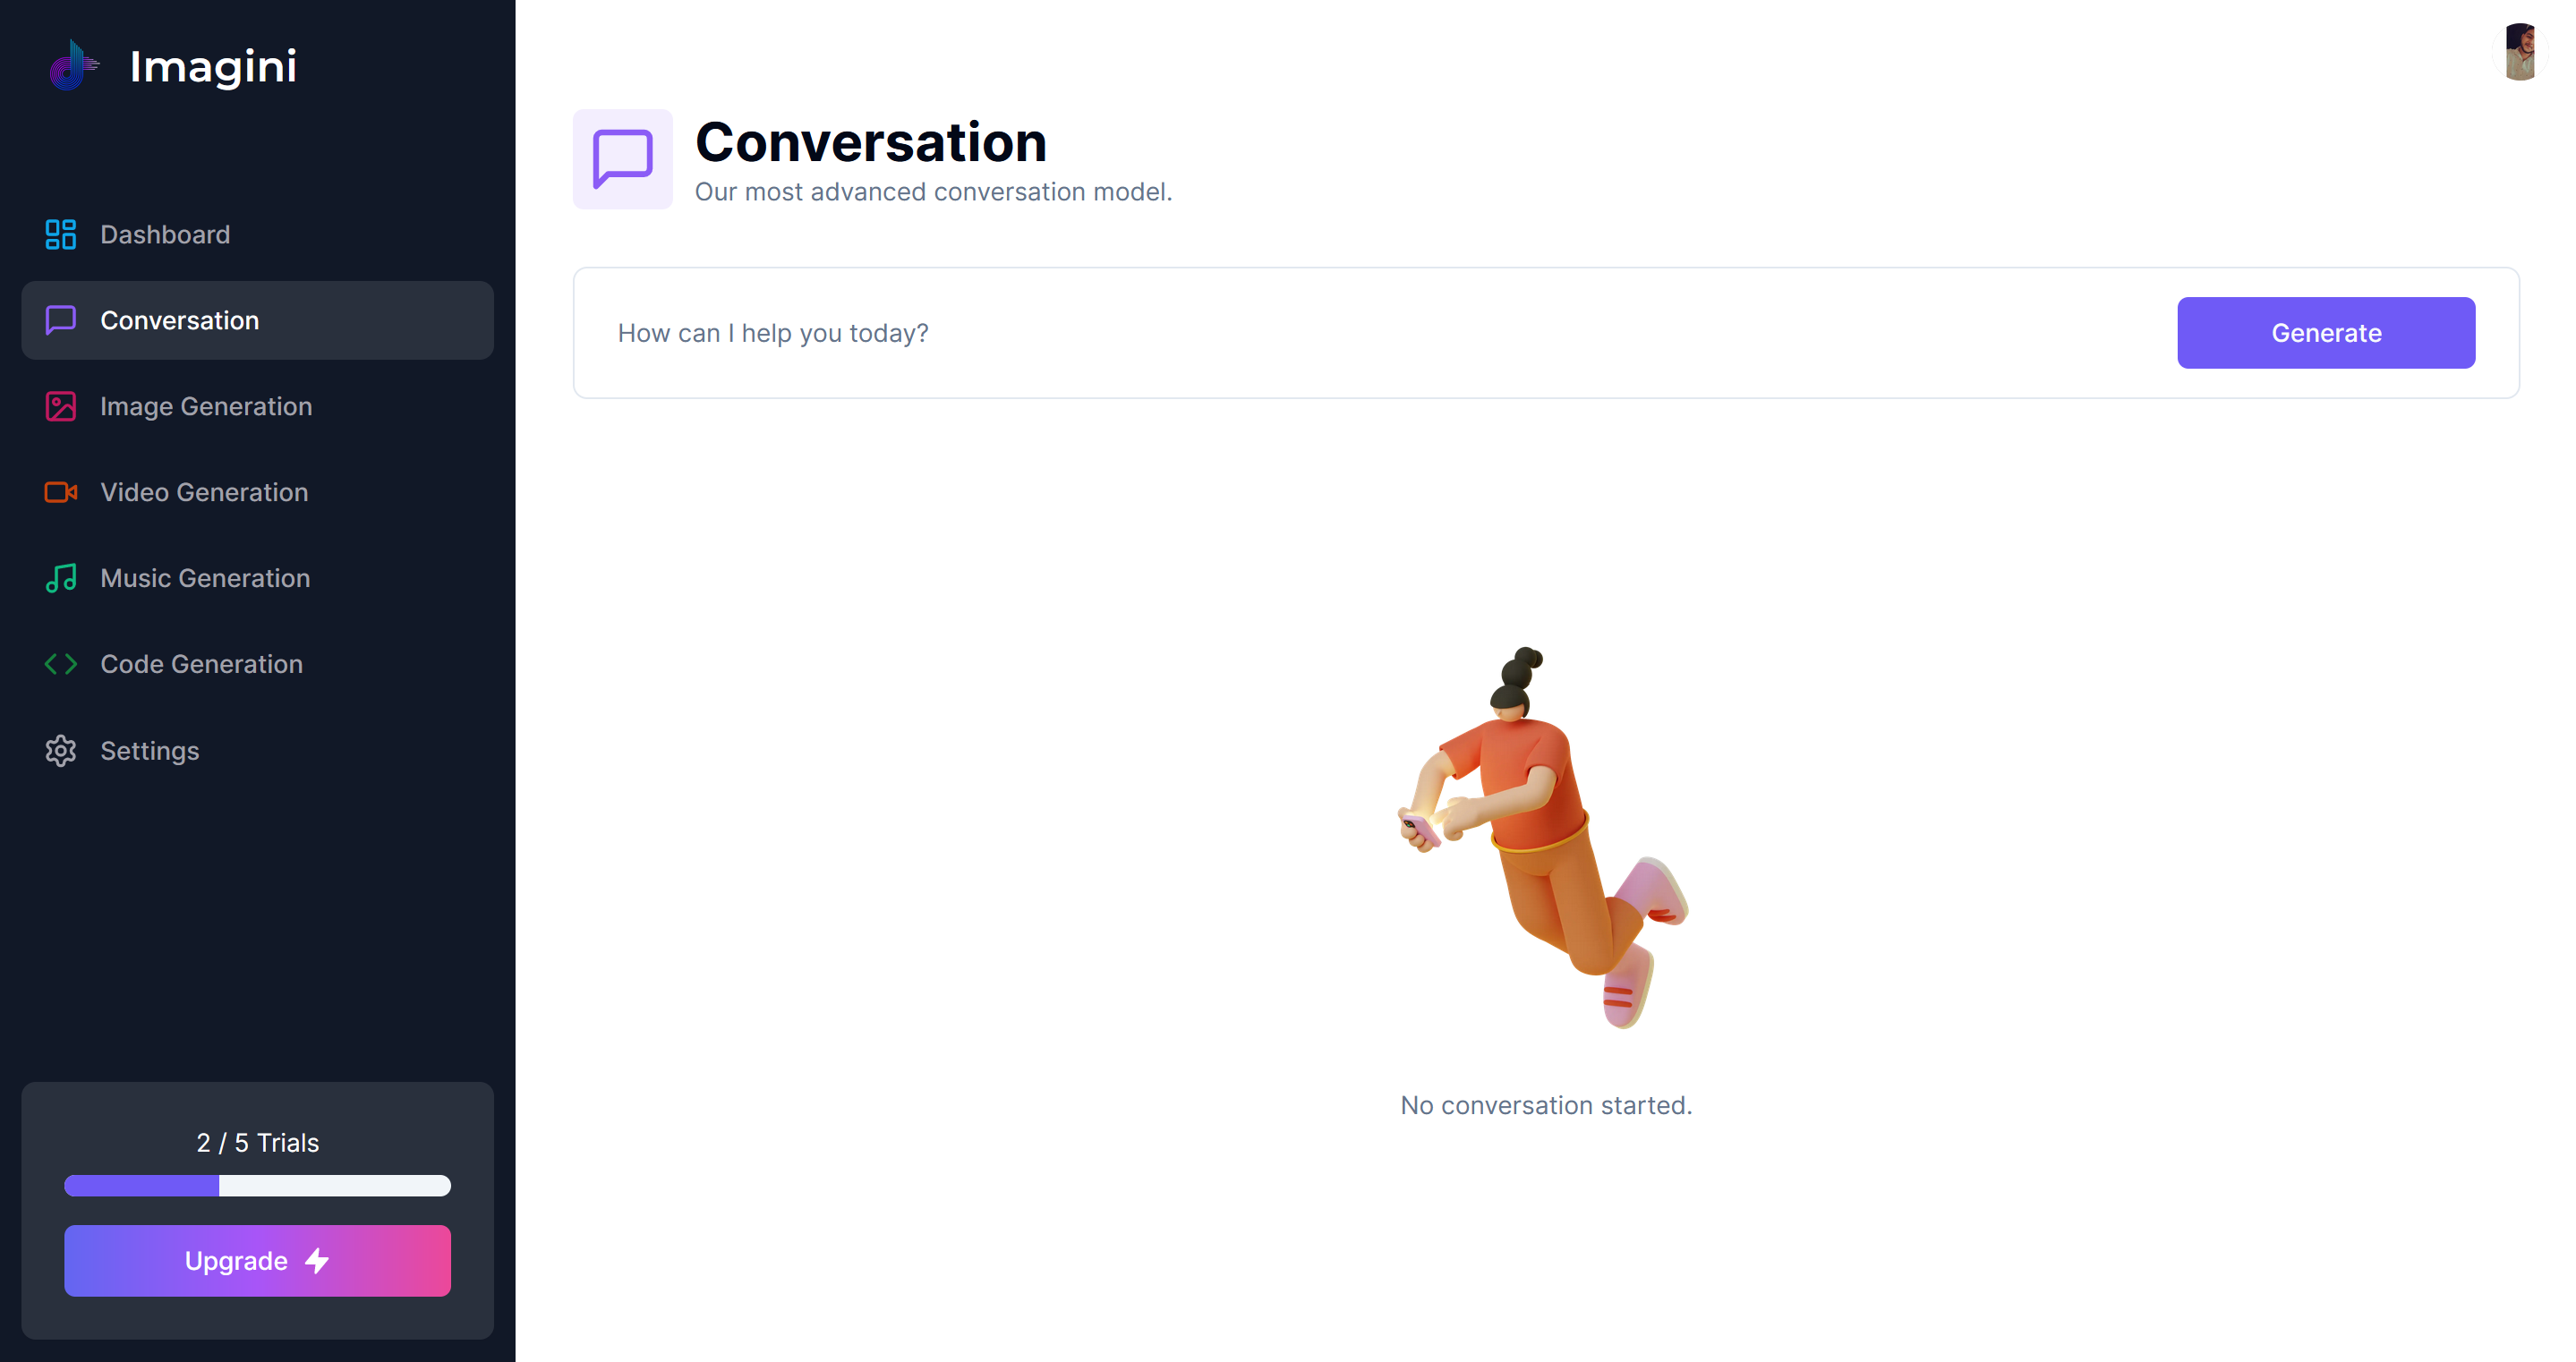 Imagini
Dashboard
Conversation
Image Generation
Video Generation
Music Generation
Code Generation
Settings
2 / 5 Trials
Upgrade
Conversation
Our most advanced conversation model.
How can I help you today?
Generate
No conversation started.